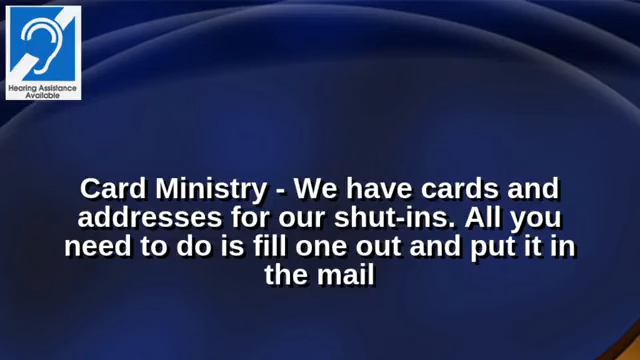 Hearing Assistance
Available
Card Ministry - We have cards and
addresses for our shut-ins. All you
need to do is fill one out and put it in
the mail